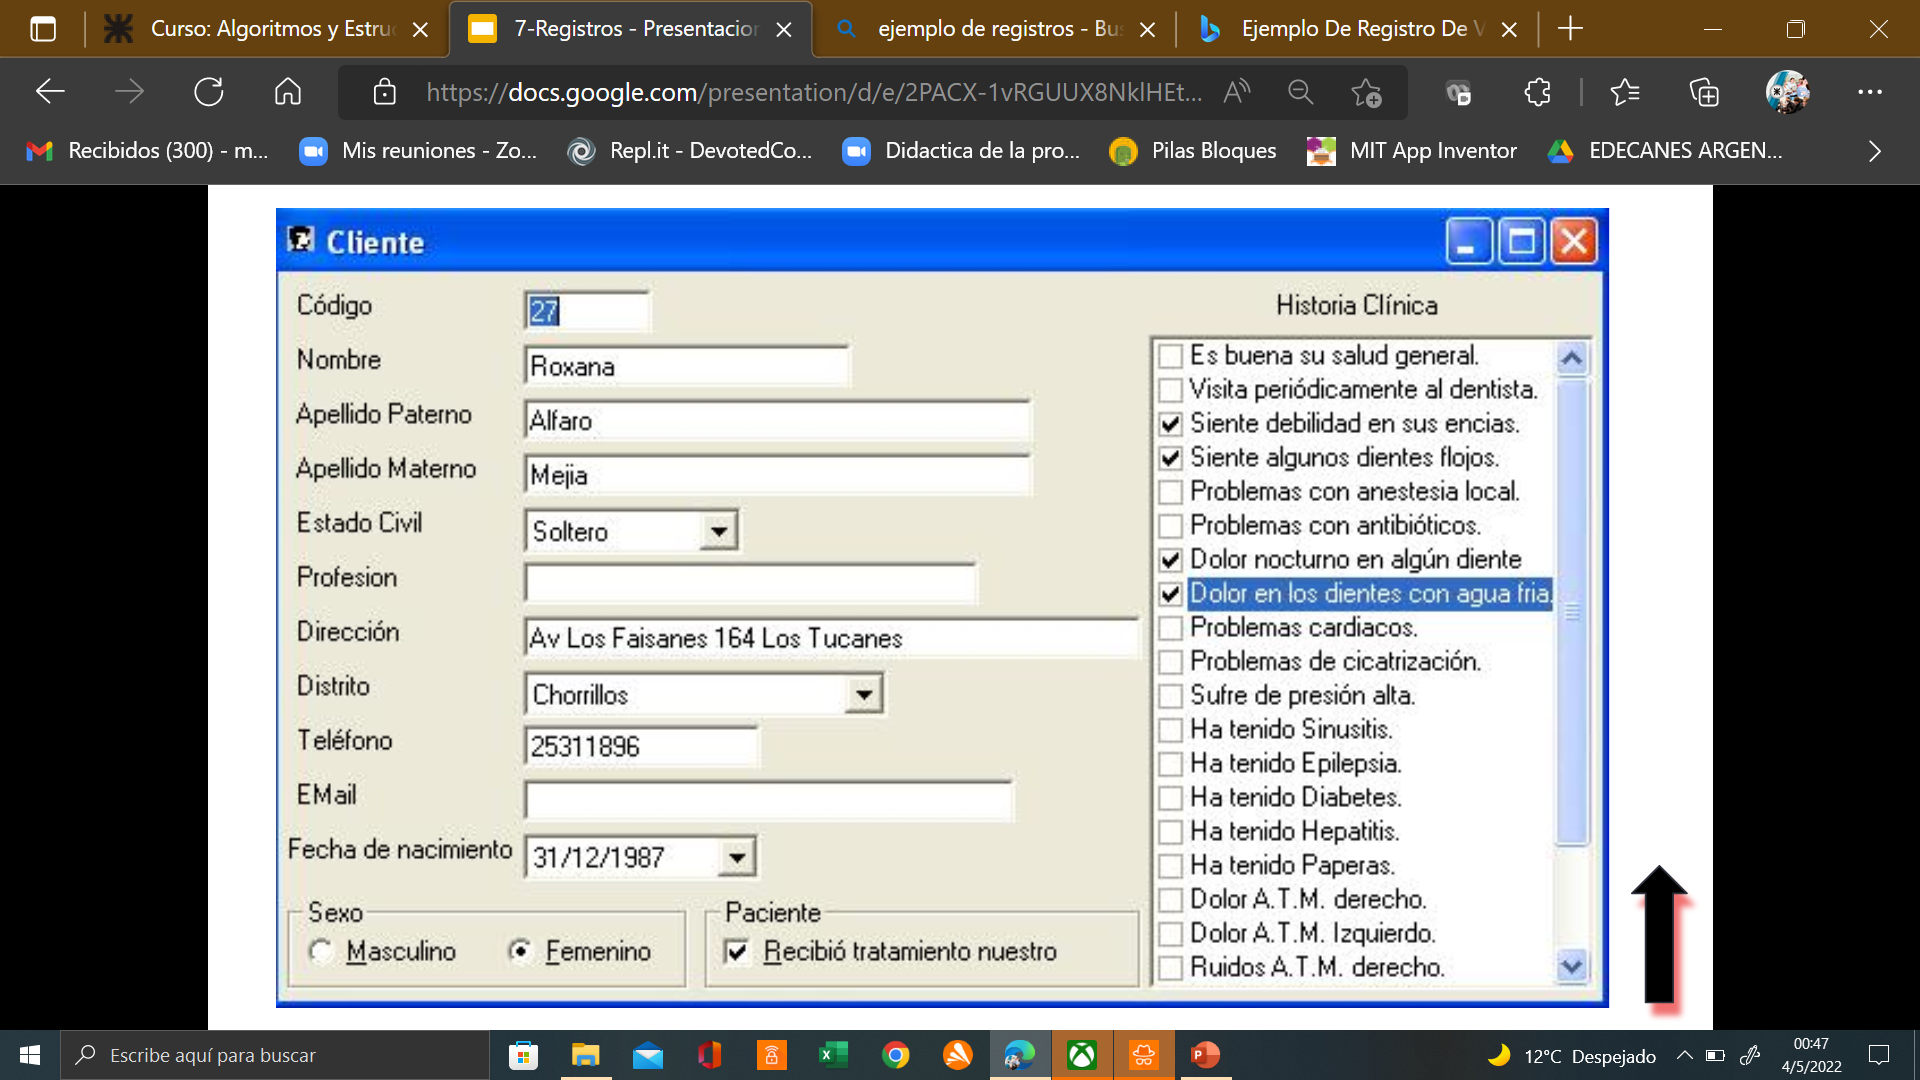 Curso: Algoritmos y Estruc
7-Registros - Presentacion
ejemplo de registros - Bus
Ejemplo De Registro De V
https://docs.google.com/presentation/d/e/2PACX-1vRGUUX8NklHEt...
Recibidos (300) - m...
Mis reuniones - Zo...
Repl.it - DevotedCo...
Didactica de la pro...
Pilas Bloques
MIT App Inventor
EDECANES ARGEN...
Cliente
Código 27
Nombre Roxana
Apellido Paterno Alfaro
Apellido Materno Mejia
Estado Civil Soltero
Profesion
Dirección Av Los Faisanes 164 Los Tucanes
Distrito Chorrillos
Teléfono 25311896
EMail
Fecha de nacimiento 31/12/1987
Sexo
Masculino Femenino
Paciente
Recibió tratamiento nuestro
Historia Clínica
Es buena su salud general.
Visita periódicamente al dentista.
Siente debilidad en sus encias.
Siente algunos dientes flojos.
Problemas con anestesia local.
Problemas con antibióticos.
Dolor nocturno en algún diente
Dolor en los dientes con agua fria.
Problemas cardiacos.
Problemas de cicatrización.
Sufre de presión alta.
Ha tenido Sinusitis.
Ha tenido Epilepsia.
Ha tenido Diabetes.
Ha tenido Hepatitis.
Ha tenido Paperas.
Dolor A.T.M. derecho.
Dolor A.T.M. Izquierdo.
Ruidos A.T.M. derecho.
Escribe aquí para buscar
12°C Despejado
00:47
4/5/2022